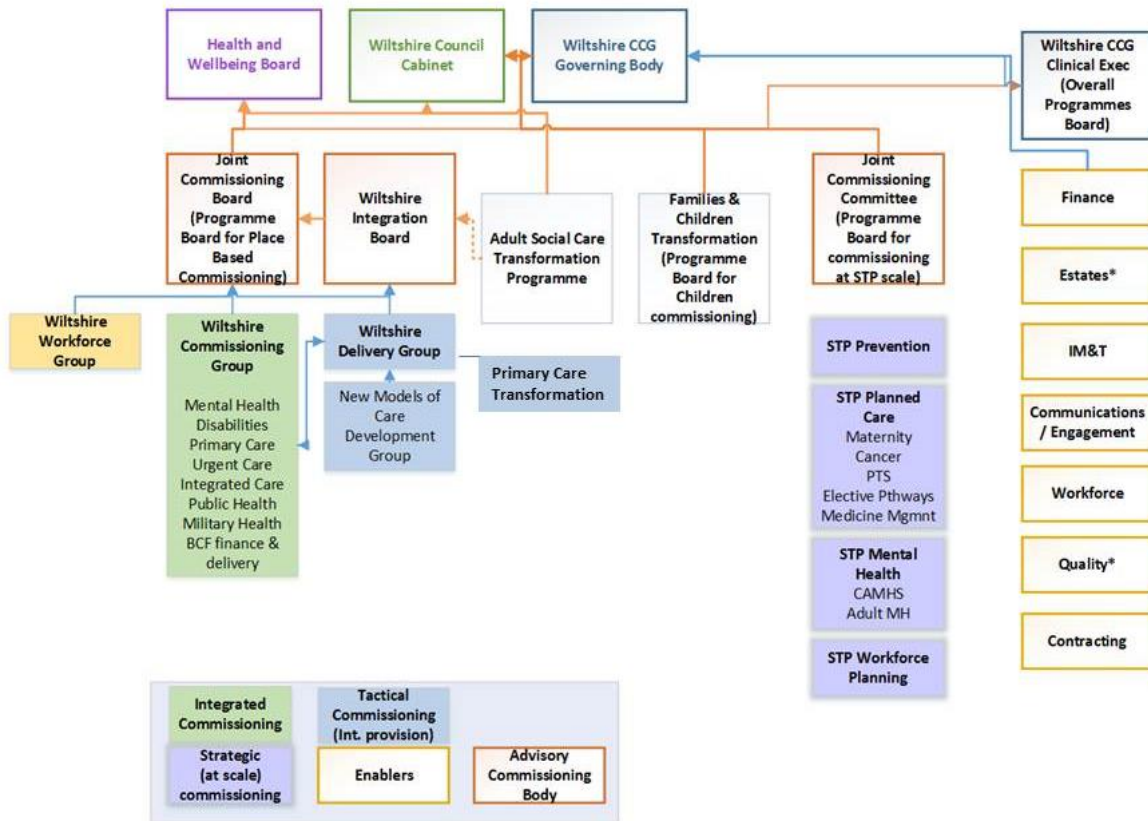 Health and
Wellbeing Board
Wiltshire Council
Cabinet
Wiltshire CCG
Governing Body
Wiltshire CCG
Clinical Exec
(Overall
Programmes
Board)
Joint
Commissioning
Board
(Programme
Board for Place
Based
Commissioning)
Wiltshire
Integration
Board
Adult Social Care
Transformation
Programme
Families &
Children
Transformation
(Programme
Board for
Children
commissioning)
Joint
Commissioning
Committee
(Programme
Board for
commissioning
at STP scale)
Finance
Estates*
IM&T
Communications
/ Engagement
Workforce
Quality*
Contracting
Wiltshire
Workforce
Group
Wiltshire
Commissioning
Group
Mental Health
Disabilities
Primary Care
Urgent Care
Integrated Care
Public Health
Military Health
BCF finance &
delivery
Wiltshire
Delivery Group
New Models of
Care
Development
Group
Primary Care
Transformation
STP Prevention
STP Planned
Care
Maternity
Cancer
PTS
Elective Pthways
Medicine Mgmnt
STP Mental
Health
CAMHS
Adult MH
STP Workforce
Planning
Integrated
Commissioning
Tactical
Commissioning
(Int. provision)
Strategic
(at scale)
commissioning
Enablers
Advisory
Commissioning
Body